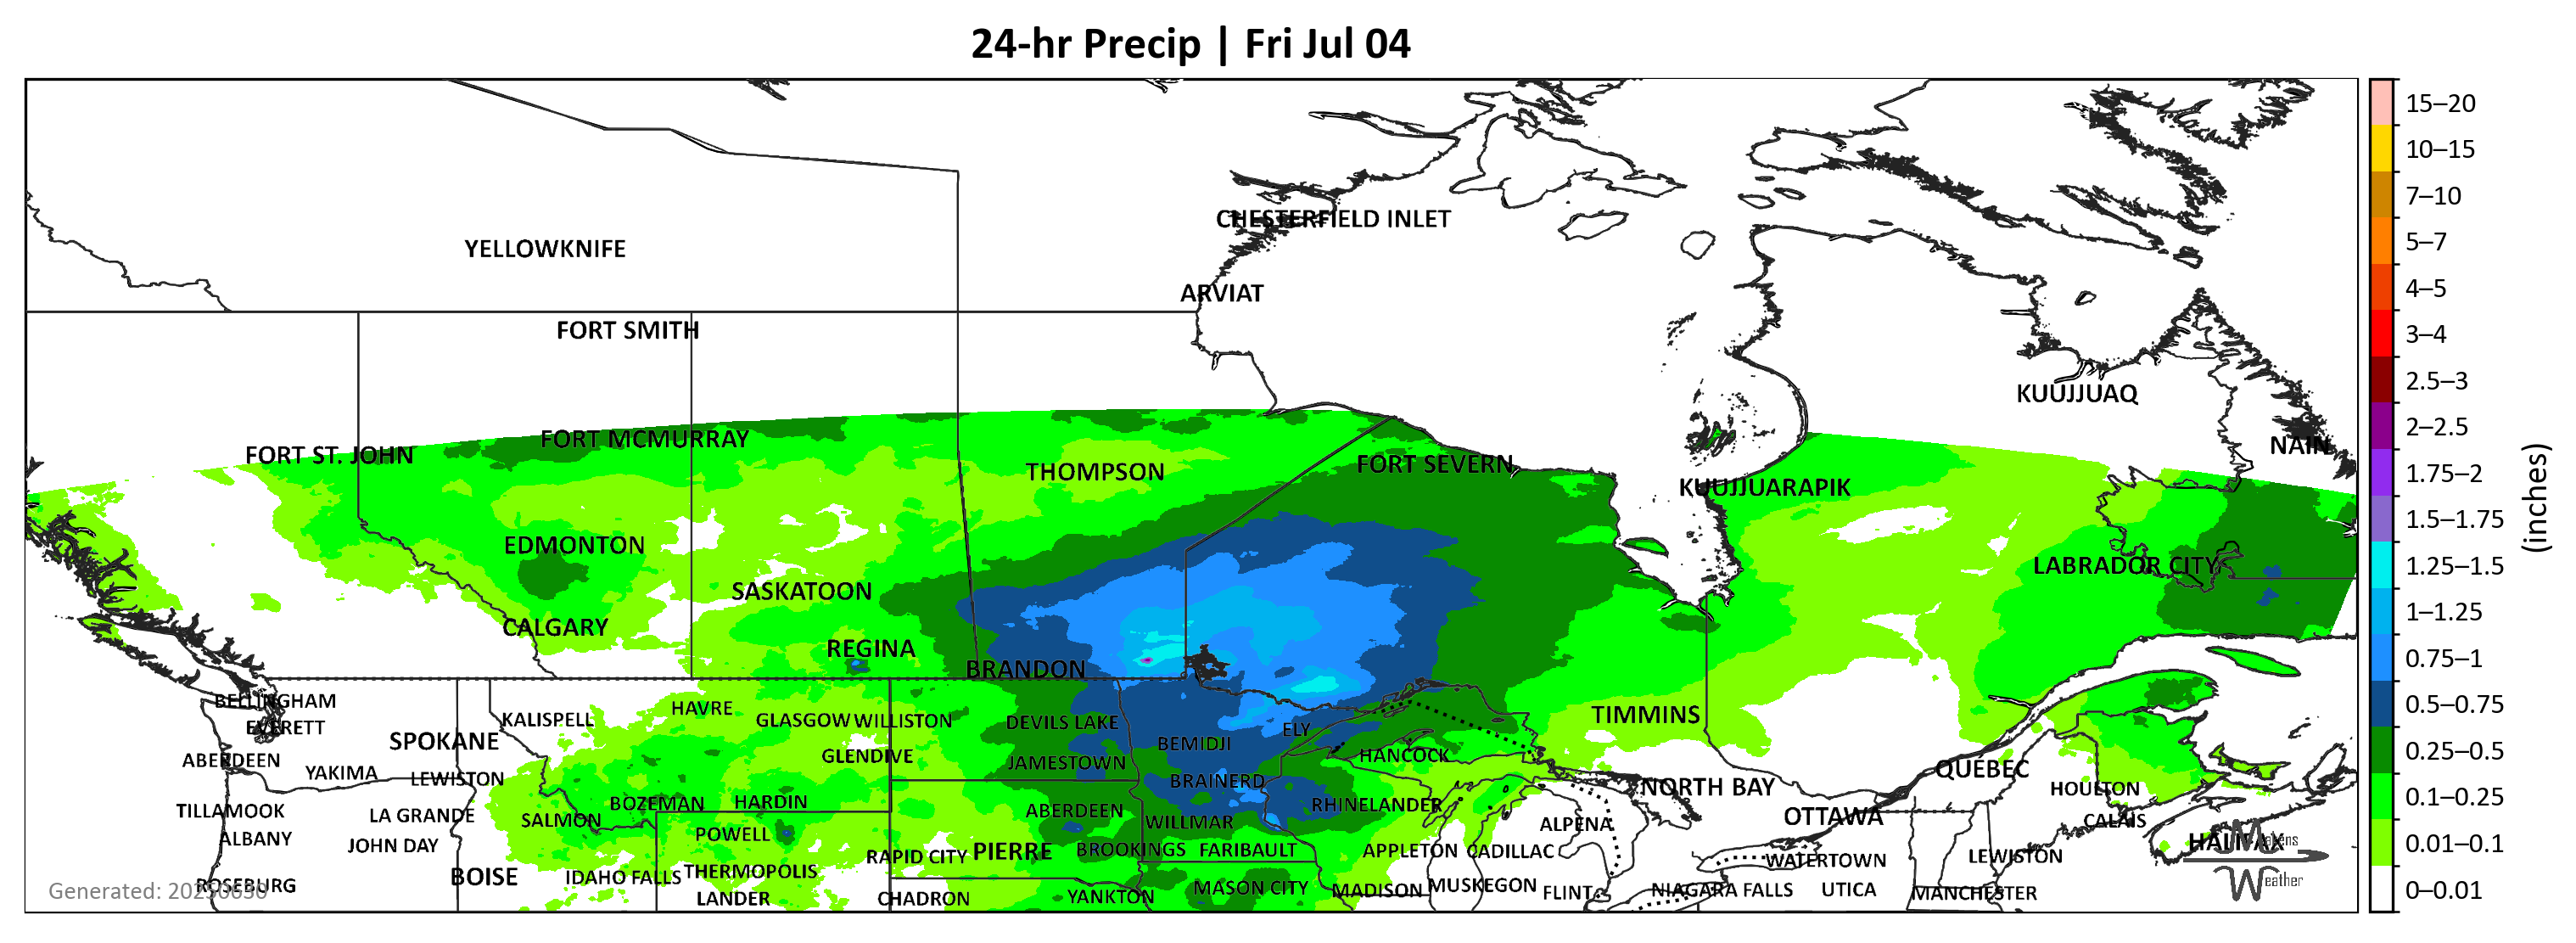 24-hr Precip | Fri Jul 04
CHESTERFIELD INLET
YELLOWKNIFE
ARVIAT
FORT SMITH
KUUJJUAQ
FORT MCMURRAY
NAIN
FORT ST. JOHN
FORT SEVERN
THOMPSON
KUUJJUARAPIK
EDMONTON
LABRADOR CITY
SASKATOON
CALGARY
REGINA
BRANDON
BELLINGHAM
HAVRE
TIMMINS
KALISPELL
GLASGOW
WILLISTON
DEVILS LAKE
EVERETT
ELY
SPOKANE
BEMIDJI
GLENDIVE
HANCOCK
ABERDEEN
JAMESTOWN
QUÉBEC
YAKIMA
LEWISTON
BRAINERD
NORTH BAY
HOULTON
BOZEMAN
HARDIN
RHINELANDER
TILLAMOOK
LA GRANDE
ABERDEEN
OTTAWA
SALMON
WILLMAR
ALPENA
CALAIS
POWELL
ALBANY
JOHN DAY
HALIFAX
BROOKINGS
FARIBAULT
PIERRE
APPLETON
CADILLAC
RAPID CITY
LEWISTON
WATERTOWN
THERMOPOLIS
BOISE
IDAHO FALLS
ROSEBURG
MASON CITY
MADISON
MUSKEGON
FLINT
NIAGARA FALLS
UTICA
MANCHESTER
LANDER
CHADRON
YANKTON
Generated: 20250630
Weather
15–20
10–15
7–10
5–7
4–5
3–4
2.5–3
2–2.5
1.75–2
1.5–1.75
1.25–1.5
1–1.25
0.75–1
0.5–0.75
0.25–0.5
0.1–0.25
0.01–0.1
0–0.01
(inches)